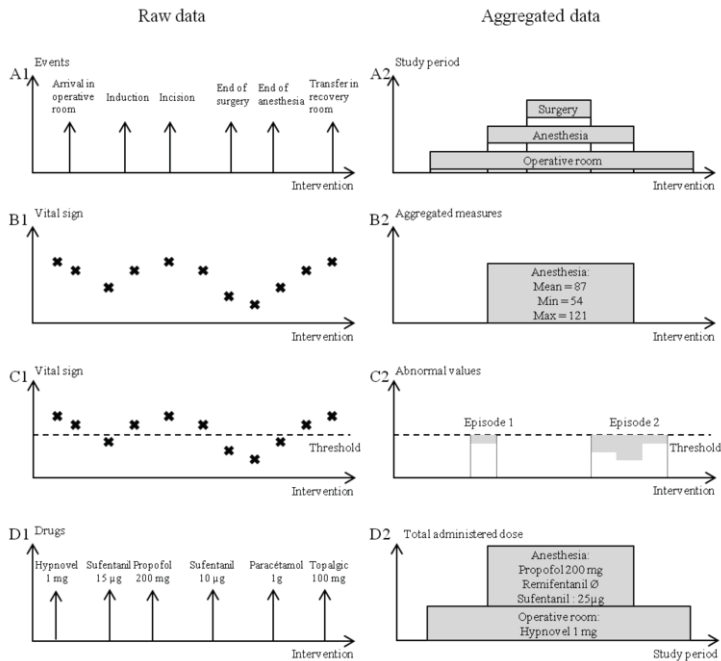 Raw data
Aggregated data
A1
Events
Arrival in
operative
room
Induction
Incision
End of
surgery
End of
anesthesia
Transfer in
recovery
room
Intervention
A2
Study period
Surgery
Anesthesia
Operative room
Intervention
B1
Vital sign
Intervention
B2
Aggregated measures
Anesthesia:
Mean = 87
Min = 54
Max = 121
Intervention
C1
Vital sign
Threshold
Intervention
C2
Abnormal values
Episode 1
Episode 2
Threshold
Intervention
D1
Drugs
Hypnovel
1 mg
Sufentanil
15 µg
Propofol
200 mg
Sufentanil
10 µg
Paracétamol
1g
Topalgic
100 mg
Intervention
D2
Total administered dose
Anesthesia:
Propofol 200 mg
Remifentanil Ø
Sufentanil : 25µg
Operative room:
Hypnovel 1 mg
Study period